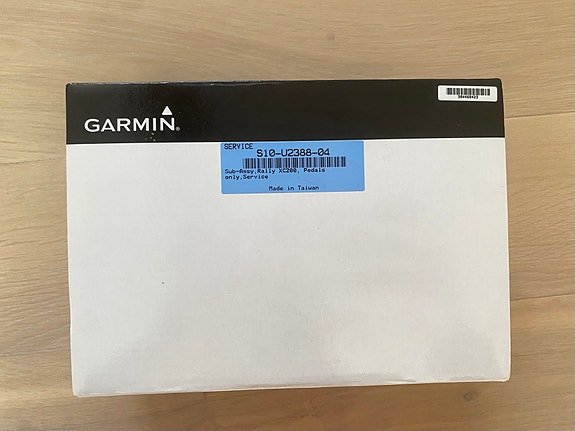 GARMIN
SERVICE
S10-U2388-04
Sub-Assy,Rally XC200, Pedals
only,Service
Made in Taiwan